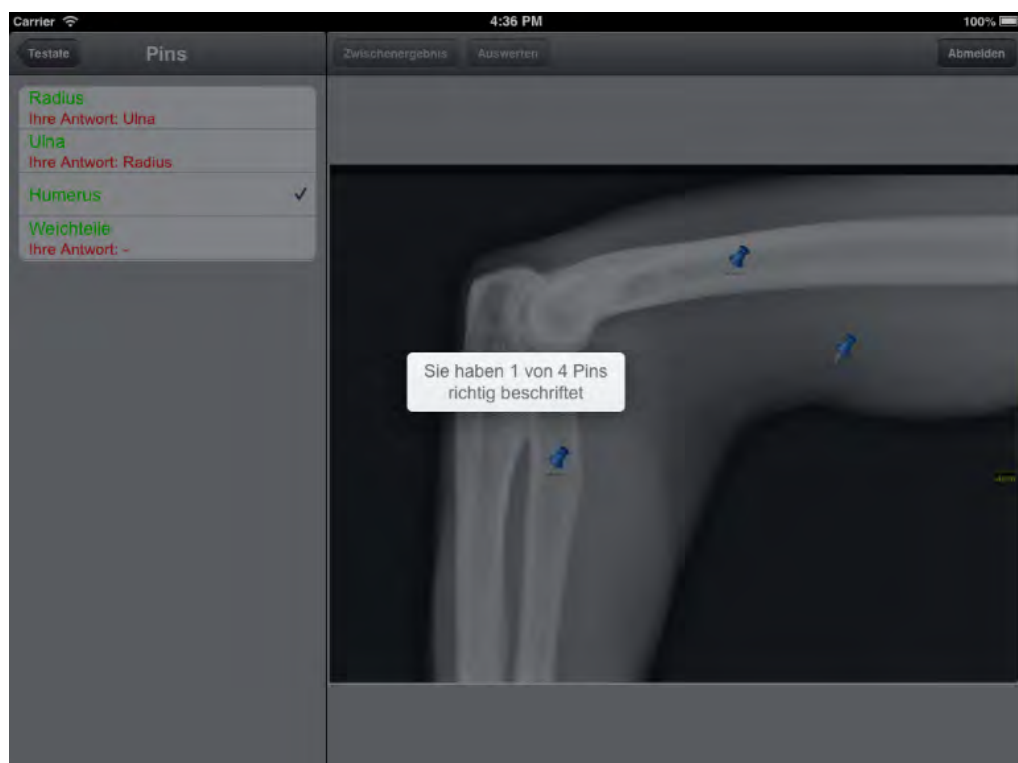 Carrier 4:36 PM 100%
Testate Pins Zwischenergebnis Auswerten Abmelden
Radius
Ihre Antwort: Ulna
Ulna
Ihre Antwort: Radius
Humerus
Weichteile
Ihre Antwort: -
Sie haben 1 von 4 Pins
richtig beschriftet